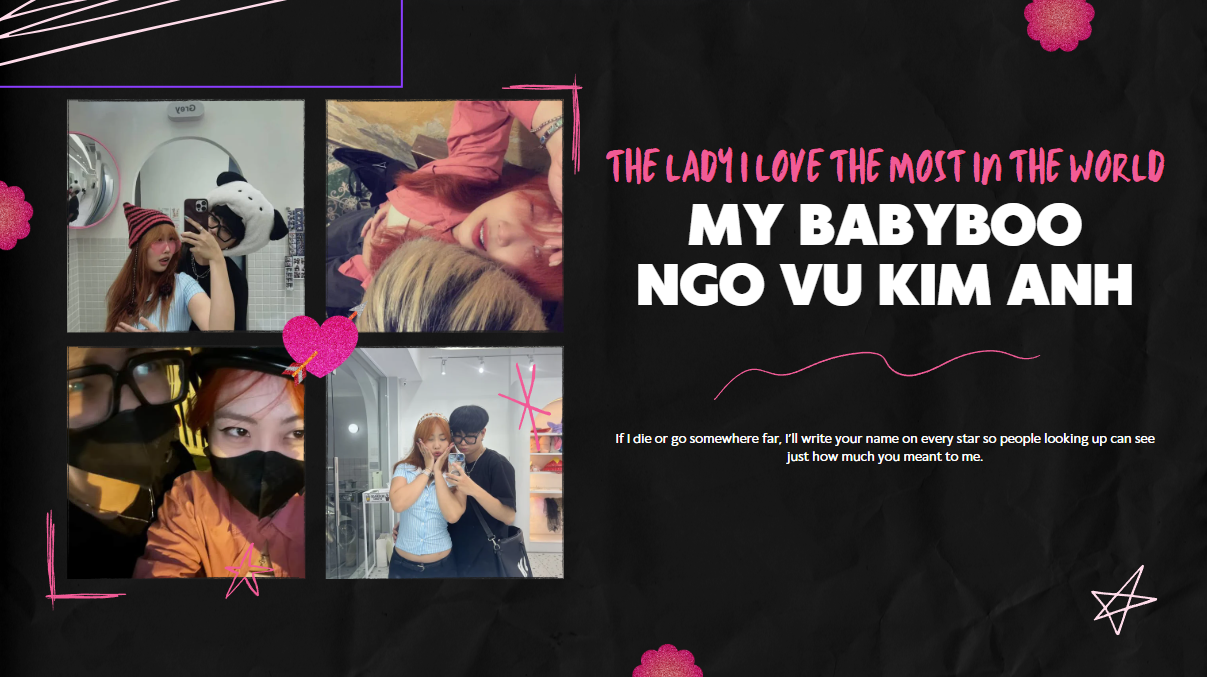 Grey
THE LADY I LOVE THE MOST IN THE WORLD
MY BABYBOO
NGO VU KIM ANH
If I die or go somewhere far, I'll write your name on every star so people looking up can see
just how much you meant to me.